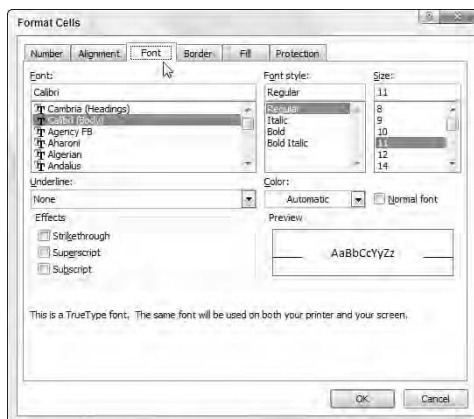 Format Cells
Number Alignment Font Border Fill Protection
Font: Font style: Size:
Calibri Regular 11
Cambria (Headings) Regular 8
Calibri (Body) Italic 9
Agency FB Bold 10
Aharoni Bold Italic 11
Algerian 12
Andalus 14
Underline: Color:
None Automatic Normal font
Effects Preview
Strikethrough
Superscript AaBbCcYyZz
Subscript
This is a TrueType font. The same font will be used on both your printer and your screen.
OK Cancel